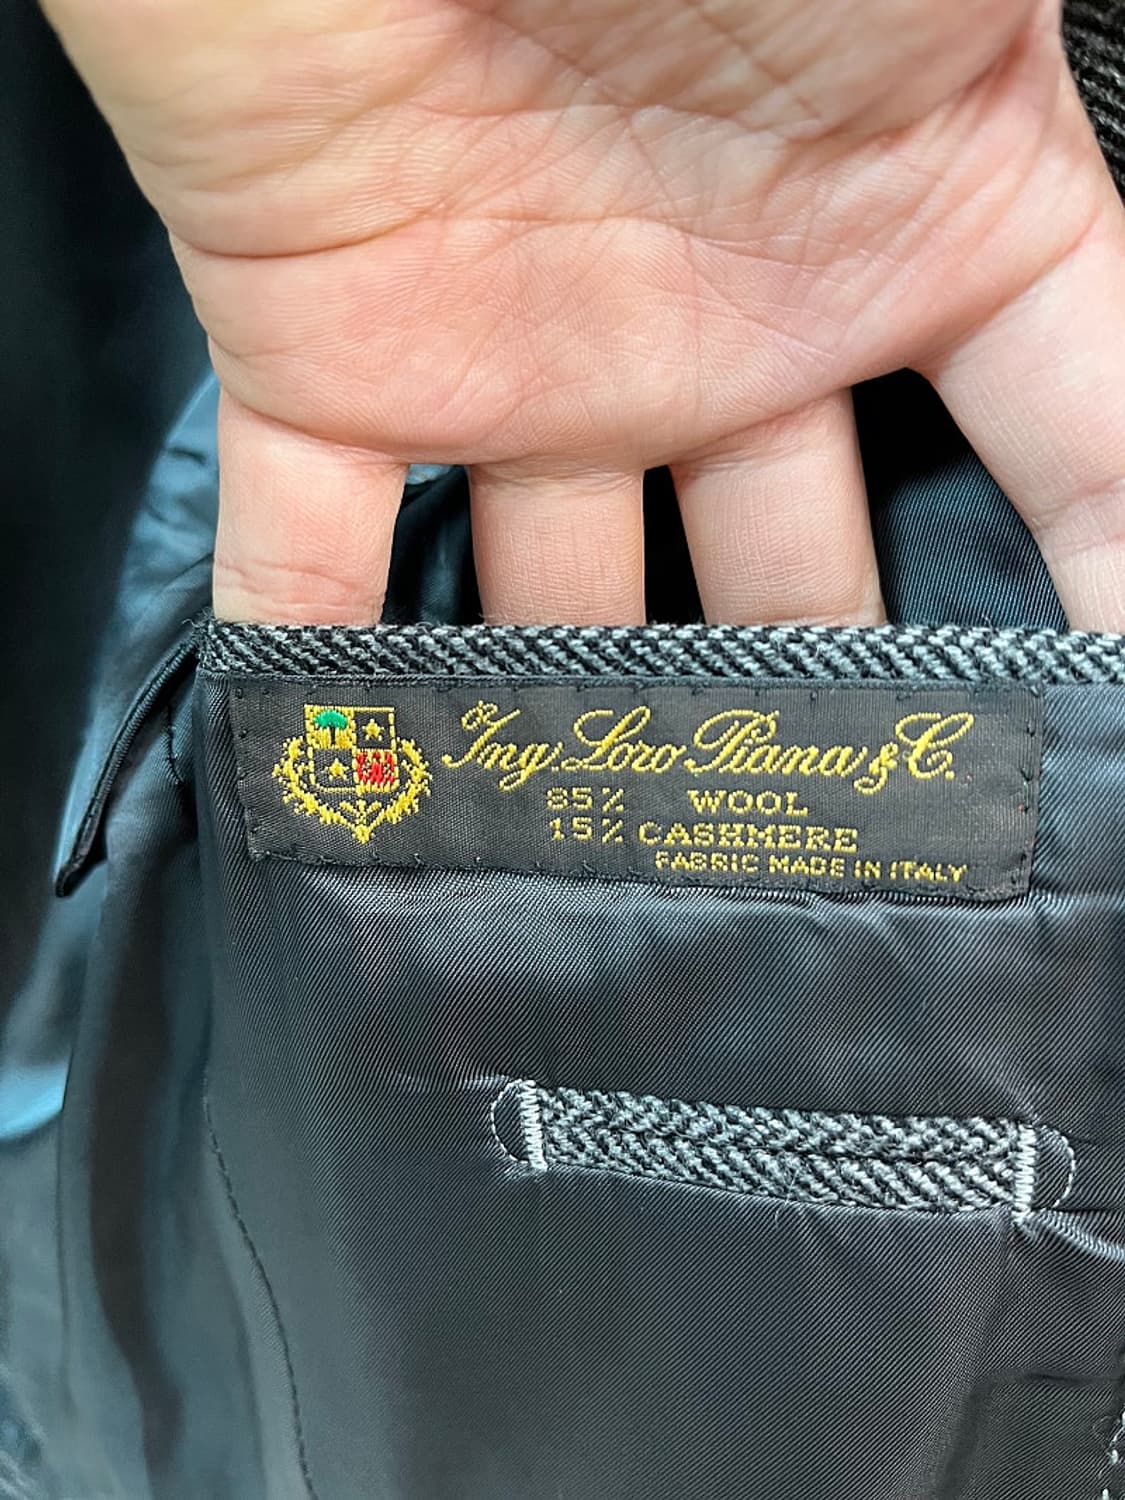 Ing. Loro Piana & C.
85% WOOL
15% CASHMERE
FABRIC MADE IN ITALY